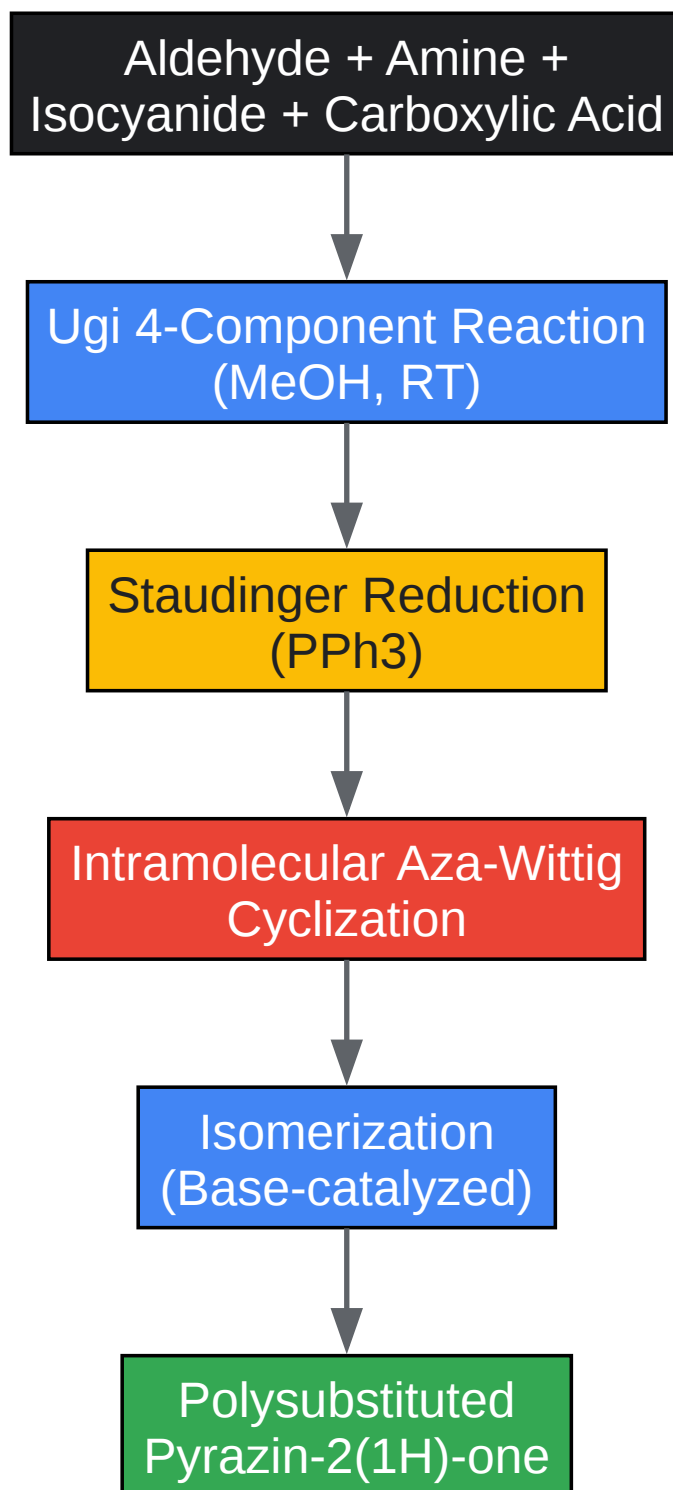 Aldehyde + Amine +
Isocyanide + Carboxylic Acid
Ugi 4-Component Reaction
(MeOH, RT)
Staudinger Reduction
(PPh3)
Intramolecular Aza-Wittig
Cyclization
Isomerization
(Base-catalyzed)
Polysubstituted
Pyrazin-2(1H)-one